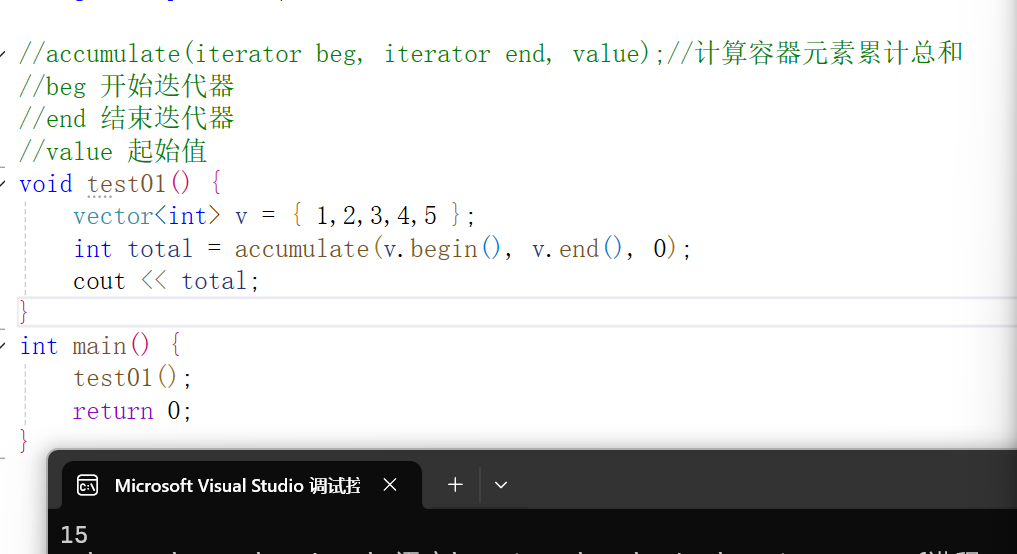 //accumulate(iterator beg, iterator end, value);//计算容器元素累计总和
//beg 开始迭代器
//end 结束迭代器
//value 起始值
void test01() {
vector<int> v = { 1,2,3,4,5 };
int total = accumulate(v.begin(), v.end(), 0);
cout << total;
}
int main() {
test01();
return 0;
}
Microsoft Visual Studio 调试控
15